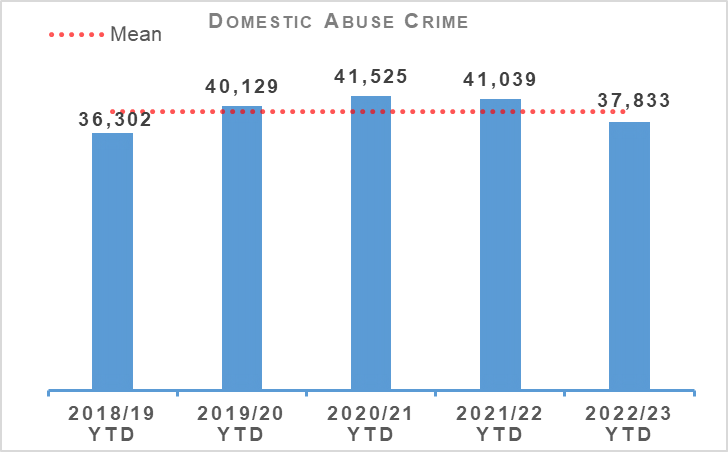 DOMESTIC ABUSE CRIME
Mean
36,302
40,129
41,525
41,039
37,833
2018/19 YTD
2019/20 YTD
2020/21 YTD
2021/22 YTD
2022/23 YTD